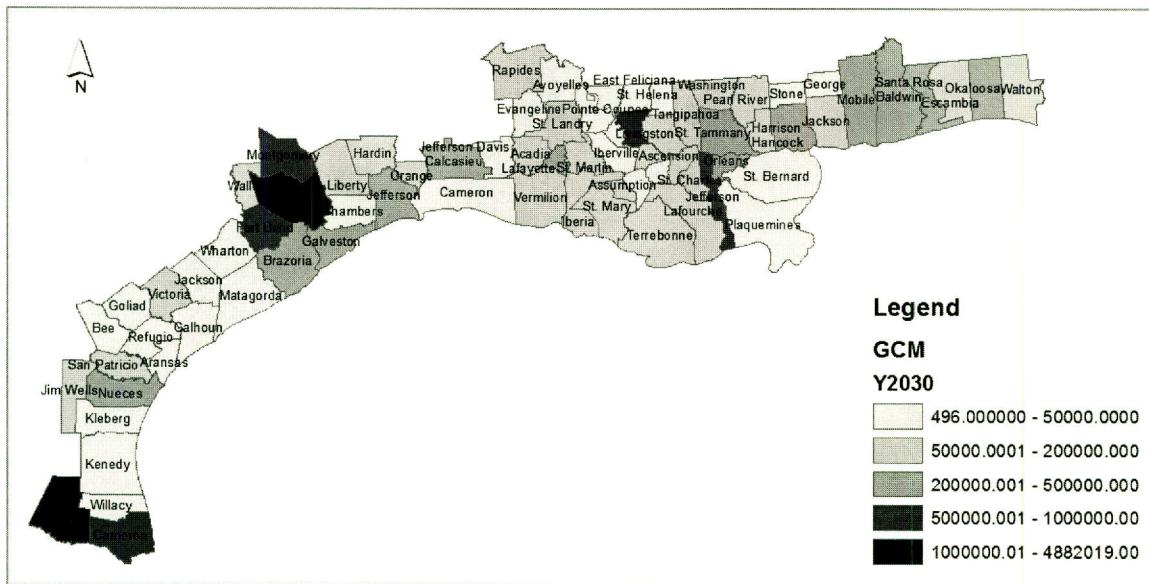 N
Rapides
Avoyelles
East Feliciana
St. Helena
Washington
Pearl River
Stone
George
Mobile
Santa Rosa
Baldwin
Escambia
Okaloosa
Walton
Evangeline
Pointe Coupee
St. Landry
Tangipahoa
Livingston
St. Tammany
Harrison
Hancock
Jackson
Montgomery
Hardin
Jefferson Davis
Calcasieu
Orange
Acadia
Lafayette
St. Martin
Iberville
Ascension
Orleans
St. Bernard
Liberty
Jefferson
Chambers
Cameron
Vermilion
Assumption
St. Charles
Jefferson
St. Mary
Lafourche
Iberia
Terrebonne
Plaquemines
Fort Bend
Galveston
Wharton
Brazoria
Jackson
Victoria
Matagorda
Goliad
Bee
Refugio
Calhoun
San Patricio
Aransas
Jim Wells
Nueces
Kleberg
Kenedy
Willacy
Cameron
Legend
GCM
Y2030
496.000000 - 50000.0000
50000.0001 - 200000.000
200000.001 - 500000.000
500000.001 - 1000000.00
1000000.01 - 4882019.00